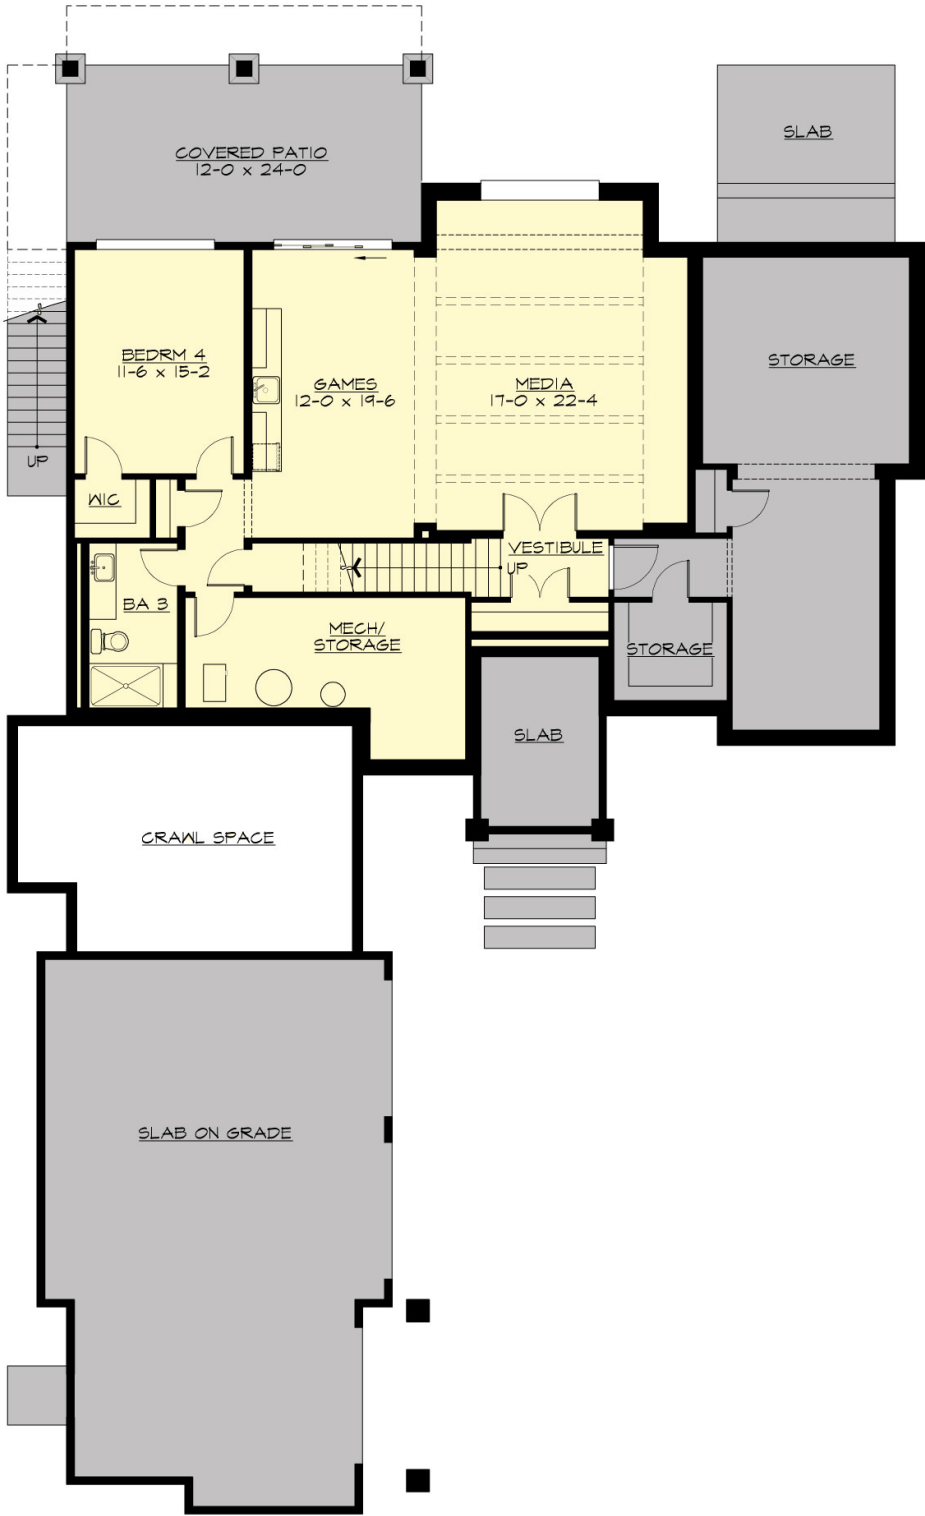 COVERED PATIO
12-0 x 24-0
SLAB
BEDRM 4
11-6 x 15-2
GAMES
12-0 x 19-6
MEDIA
17-0 x 22-4
STORAGE
UP
WIC
VESTIBULE
UP
BA 3
MECH/
STORAGE
STORAGE
SLAB
CRAWL SPACE
SLAB ON GRADE